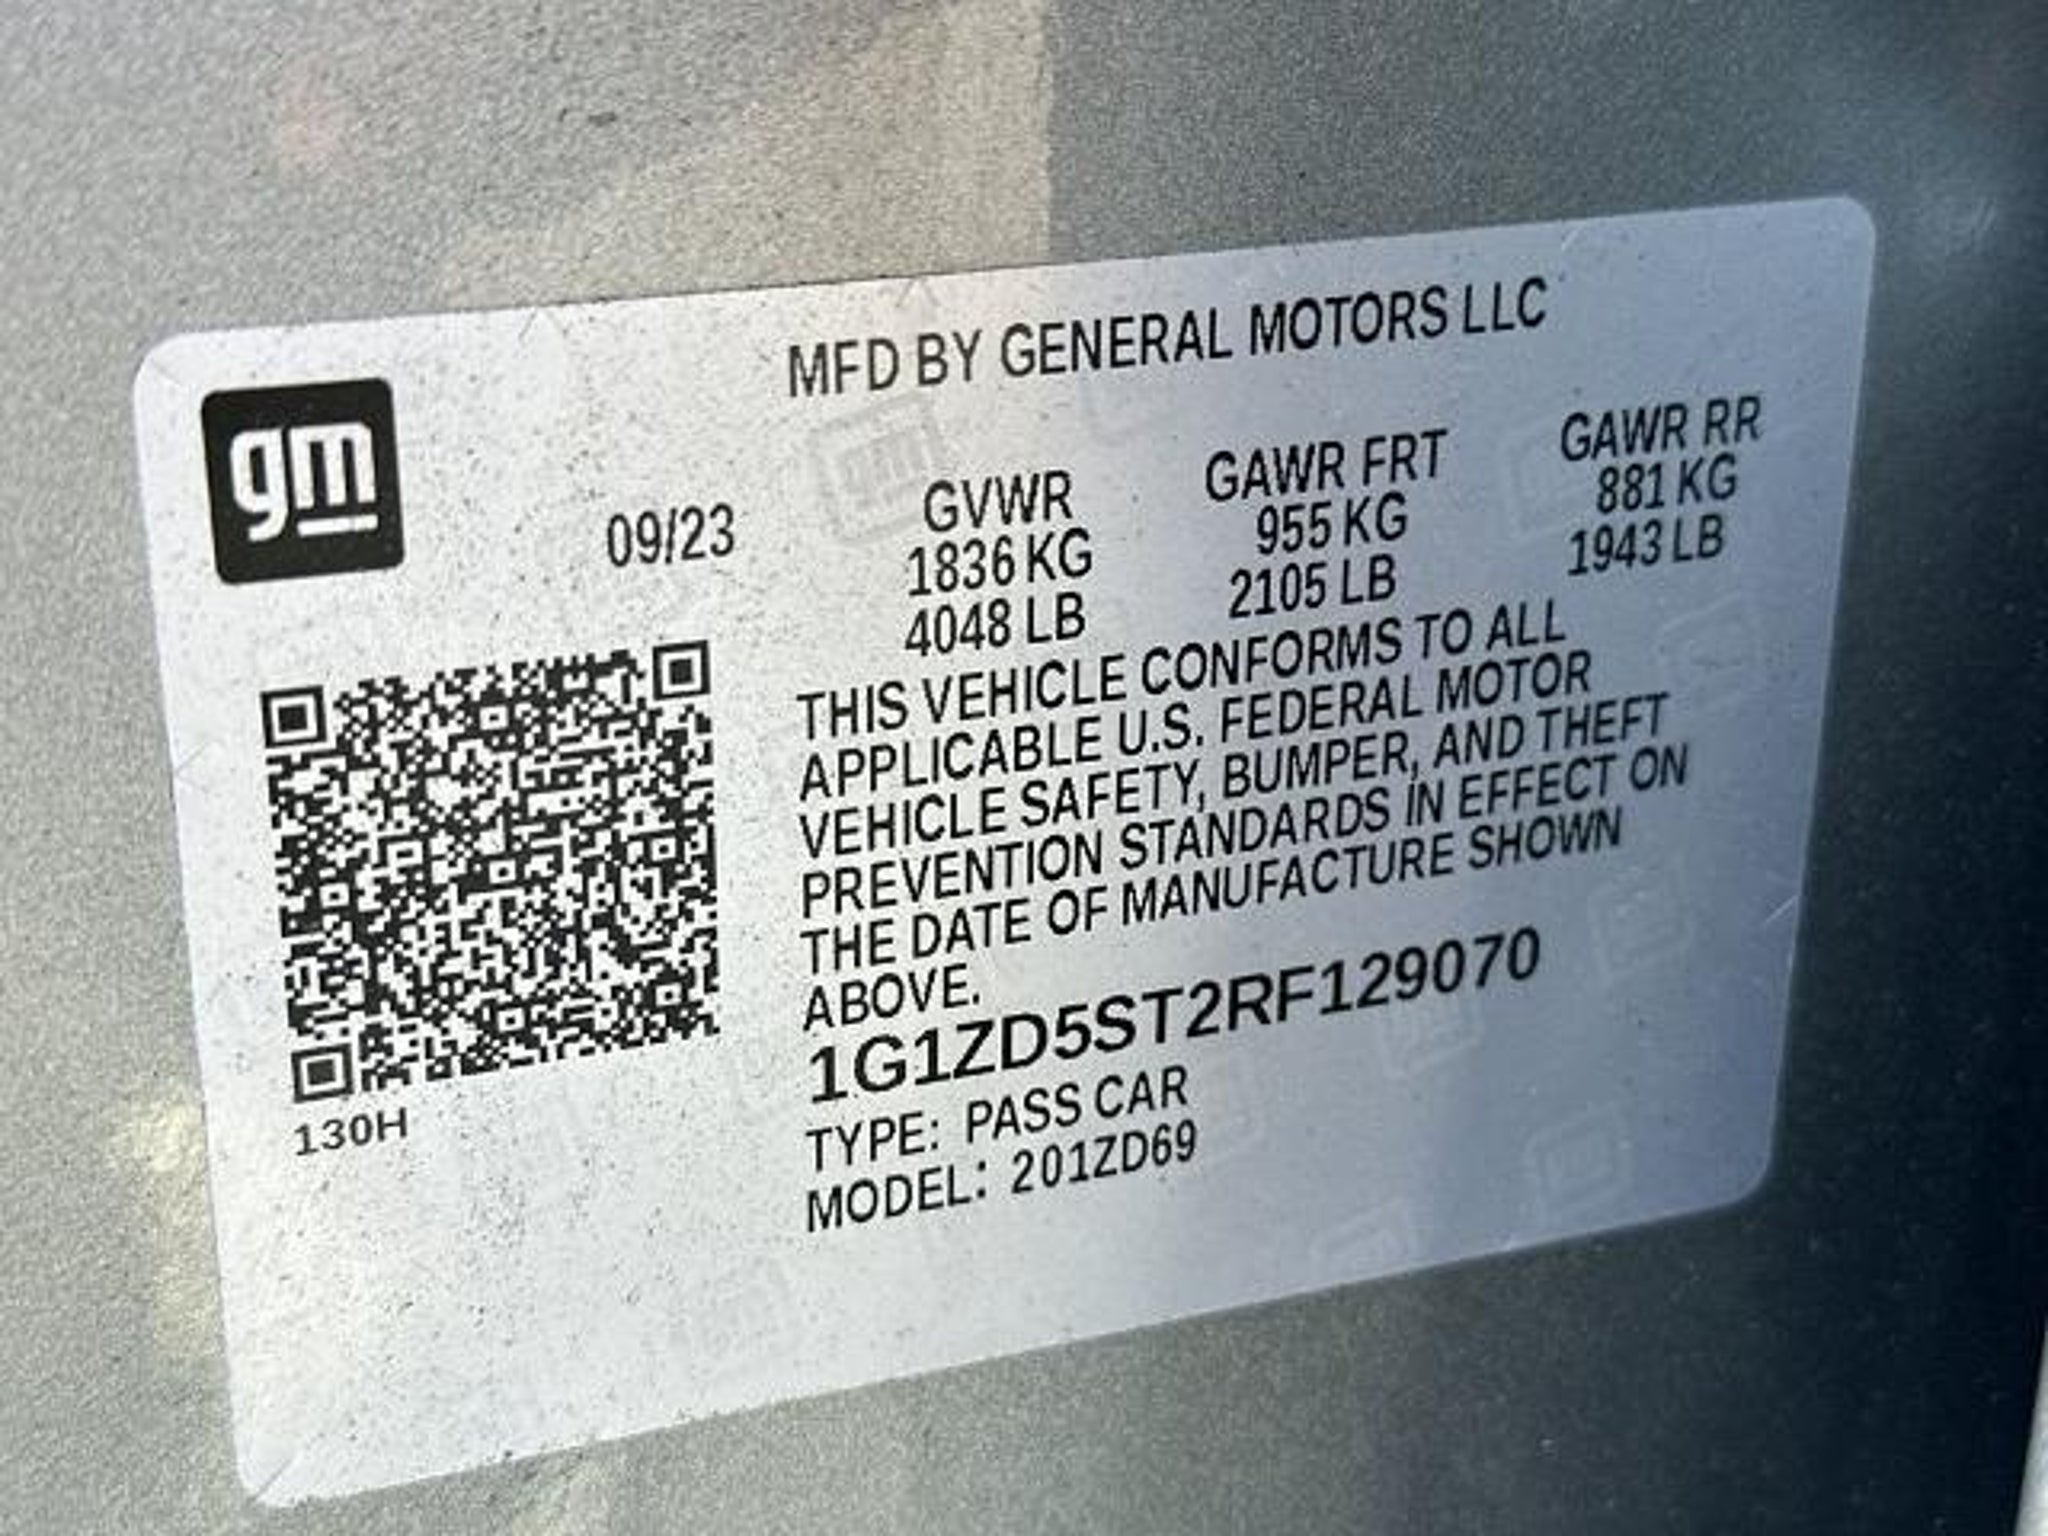 MFD BY GENERAL MOTORS LLC
gm
09/23
GVWR GAWR FRT GAWR RR
1836 KG 955 KG 881 KG
4048 LB 2105 LB 1943 LB
THIS VEHICLE CONFORMS TO ALL
APPLICABLE U.S. FEDERAL MOTOR
VEHICLE SAFETY, BUMPER, AND THEFT
PREVENTION STANDARDS IN EFFECT ON
THE DATE OF MANUFACTURE SHOWN
ABOVE.
1G1ZD5ST2RF129070
TYPE: PASS CAR
MODEL: 201ZD69
130H